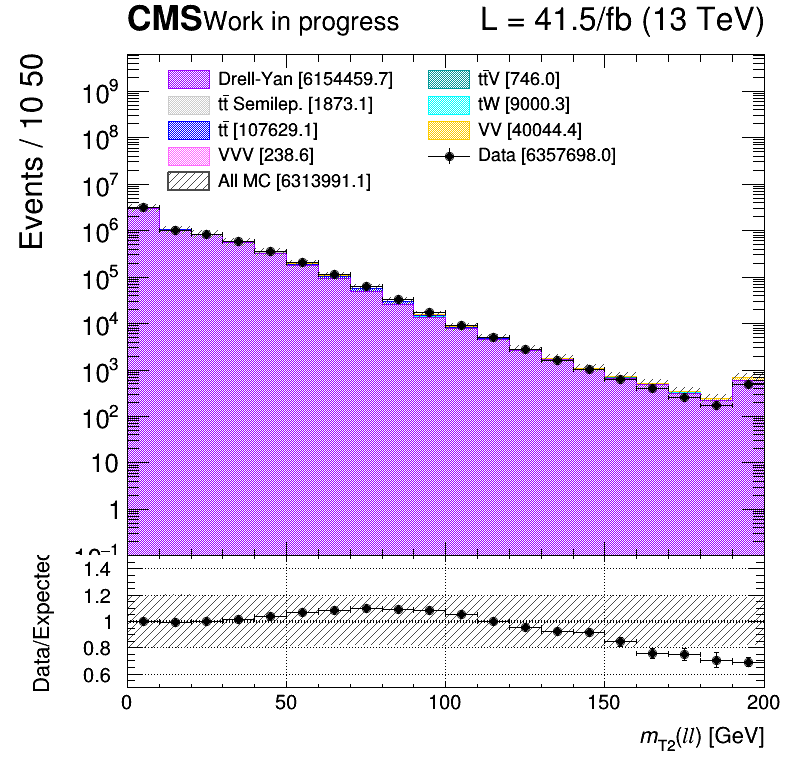 CMS Work in progress L = 41.5/fb (13 TeV)
Events / 10 50
Drell-Yan [6154459.7]
tt̄ Semilep. [1873.1]
tt̄ [107629.1]
VVV [238.6]
All MC [6313991.1]
tt̄V [746.0]
tW [9000.3]
VV [40044.4]
Data [6357698.0]
10⁹
10⁸
10⁷
10⁶
10⁵
10⁴
10³
10²
10
1
10⁻¹
Data/Expected
1.4
1.2
1
0.8
0.6
0 50 100 150 200
m_T2(ll) [GeV]